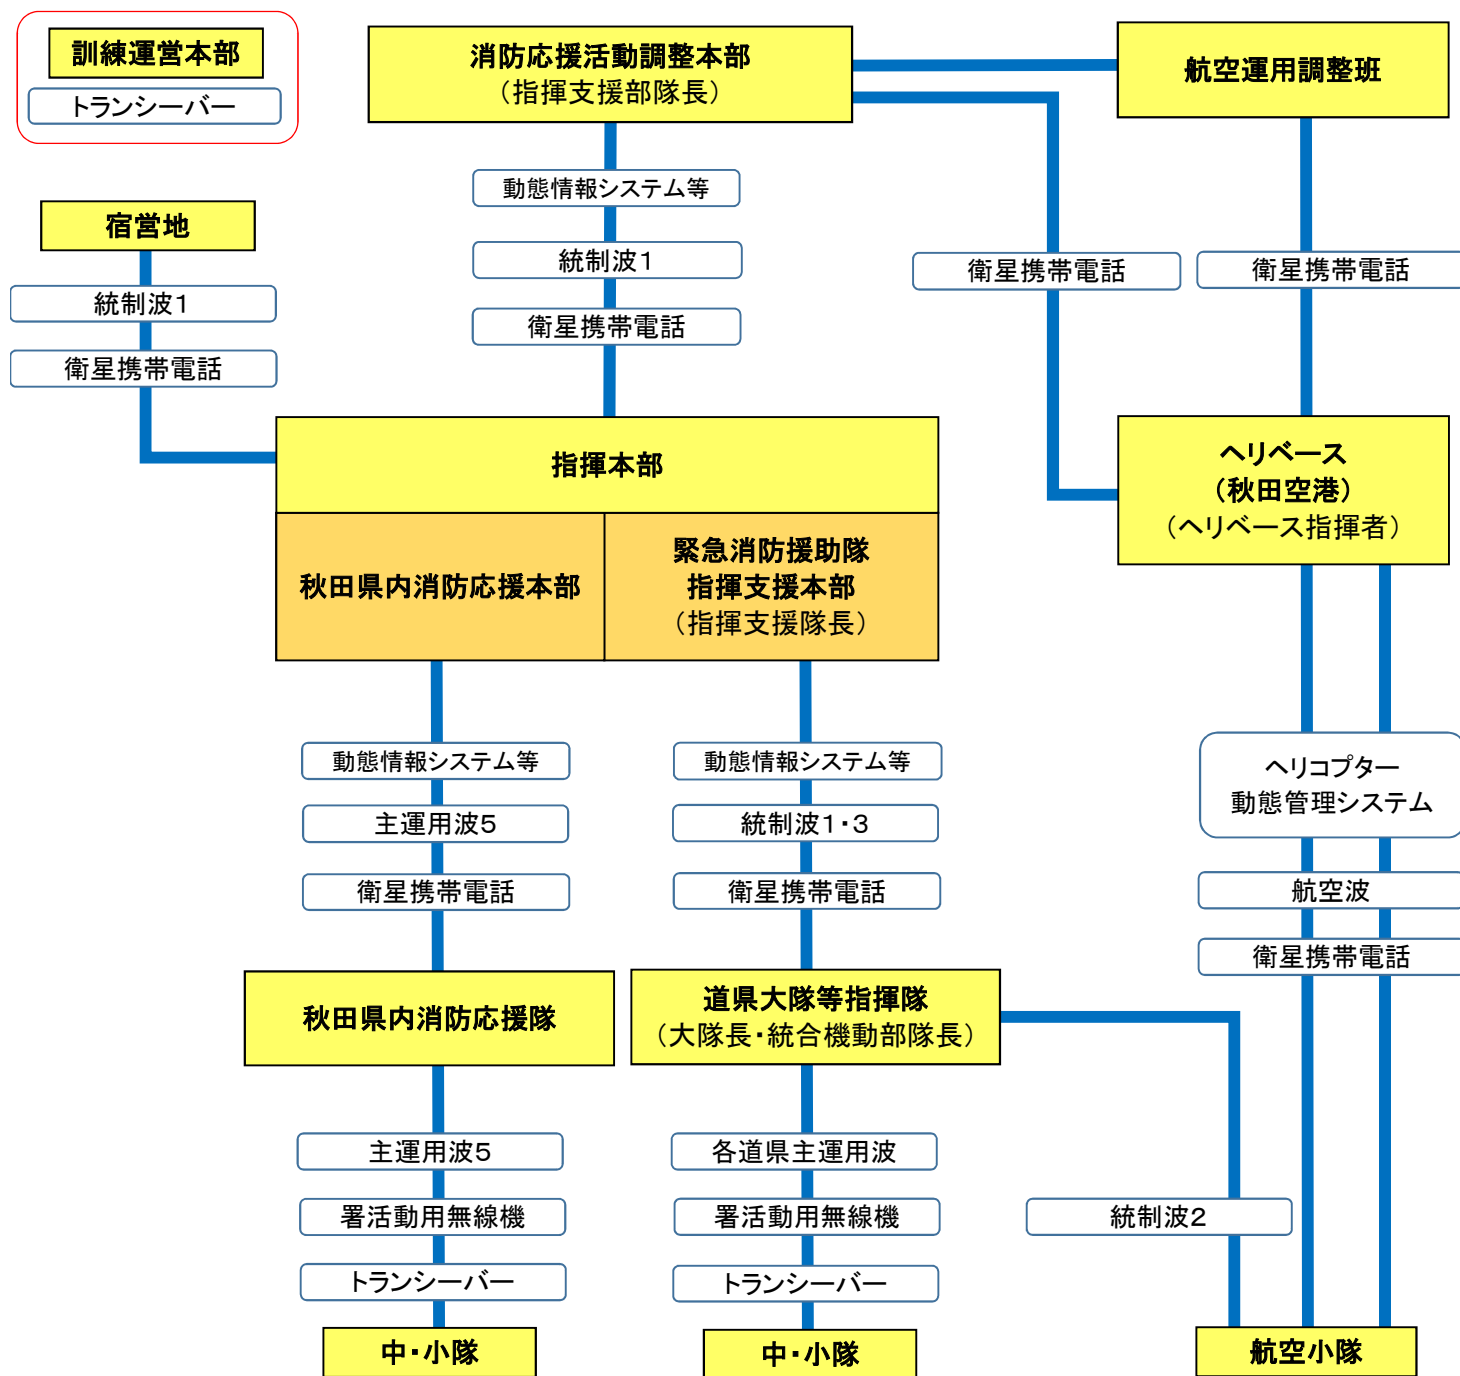 訓練運営本部
トランシーバー
消防応援活動調整本部
（指揮支援部隊長）
航空運用調整班
動態情報システム等
統制波１
衛星携帯電話
宿営地
統制波１
衛星携帯電話
衛星携帯電話
衛星携帯電話
指揮本部
秋田県内消防応援本部
緊急消防援助隊
指揮支援本部
（指揮支援隊長）
ヘリベース
（秋田空港）
（ヘリベース指揮者）
動態情報システム等
主運用波５
衛星携帯電話
動態情報システム等
統制波１・３
衛星携帯電話
ヘリコプター
動態管理システム
航空波
衛星携帯電話
秋田県内消防応援隊
道県大隊等指揮隊
（大隊長・統合機動部隊長）
主運用波５
署活動用無線機
トランシーバー
各道県主運用波
署活動用無線機
トランシーバー
統制波２
中・小隊
中・小隊
航空小隊